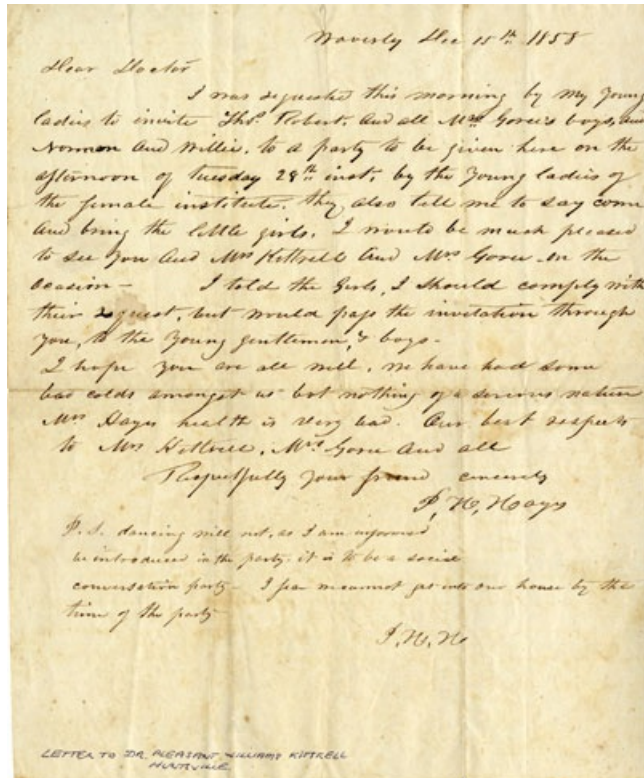 Waverly Dec 15th 1858
Dear Doctor
I was requested this morning by my Young
ladies to invite Tho. Robert. And all Mrs Goree's boys, and
Norman And Willie. to a party to be given here on the
afternoon of tuesday 28th inst. by the Young ladies of
the female institute. they also tell me to say come
And bring the little girls. I would be much pleased
to see you And Mrs Kittrell And Mrs Goree on the
ocasion — I told the Girls, I should comply with
their request, but would pass the invitation through
you, to the Young gentlemen, & boys -
I hope you are all well. we have had some
bad colds amongst us but nothing of a serious nature
Mrs Hayes health is very bad. Our best respects
to Mrs Kittrell, Mrs Goree And all
Respectfully your friend sincerely
P. H. Hays
P. S. dancing will not, as I am informed
be introduced in the party. it is to be a social
conversation party - I fear we cannot get into our house by the
time of the party
P. H. H
LETTER TO DR. PLEASANT WILLIAMS KITTRELL
HUNTSVILLE